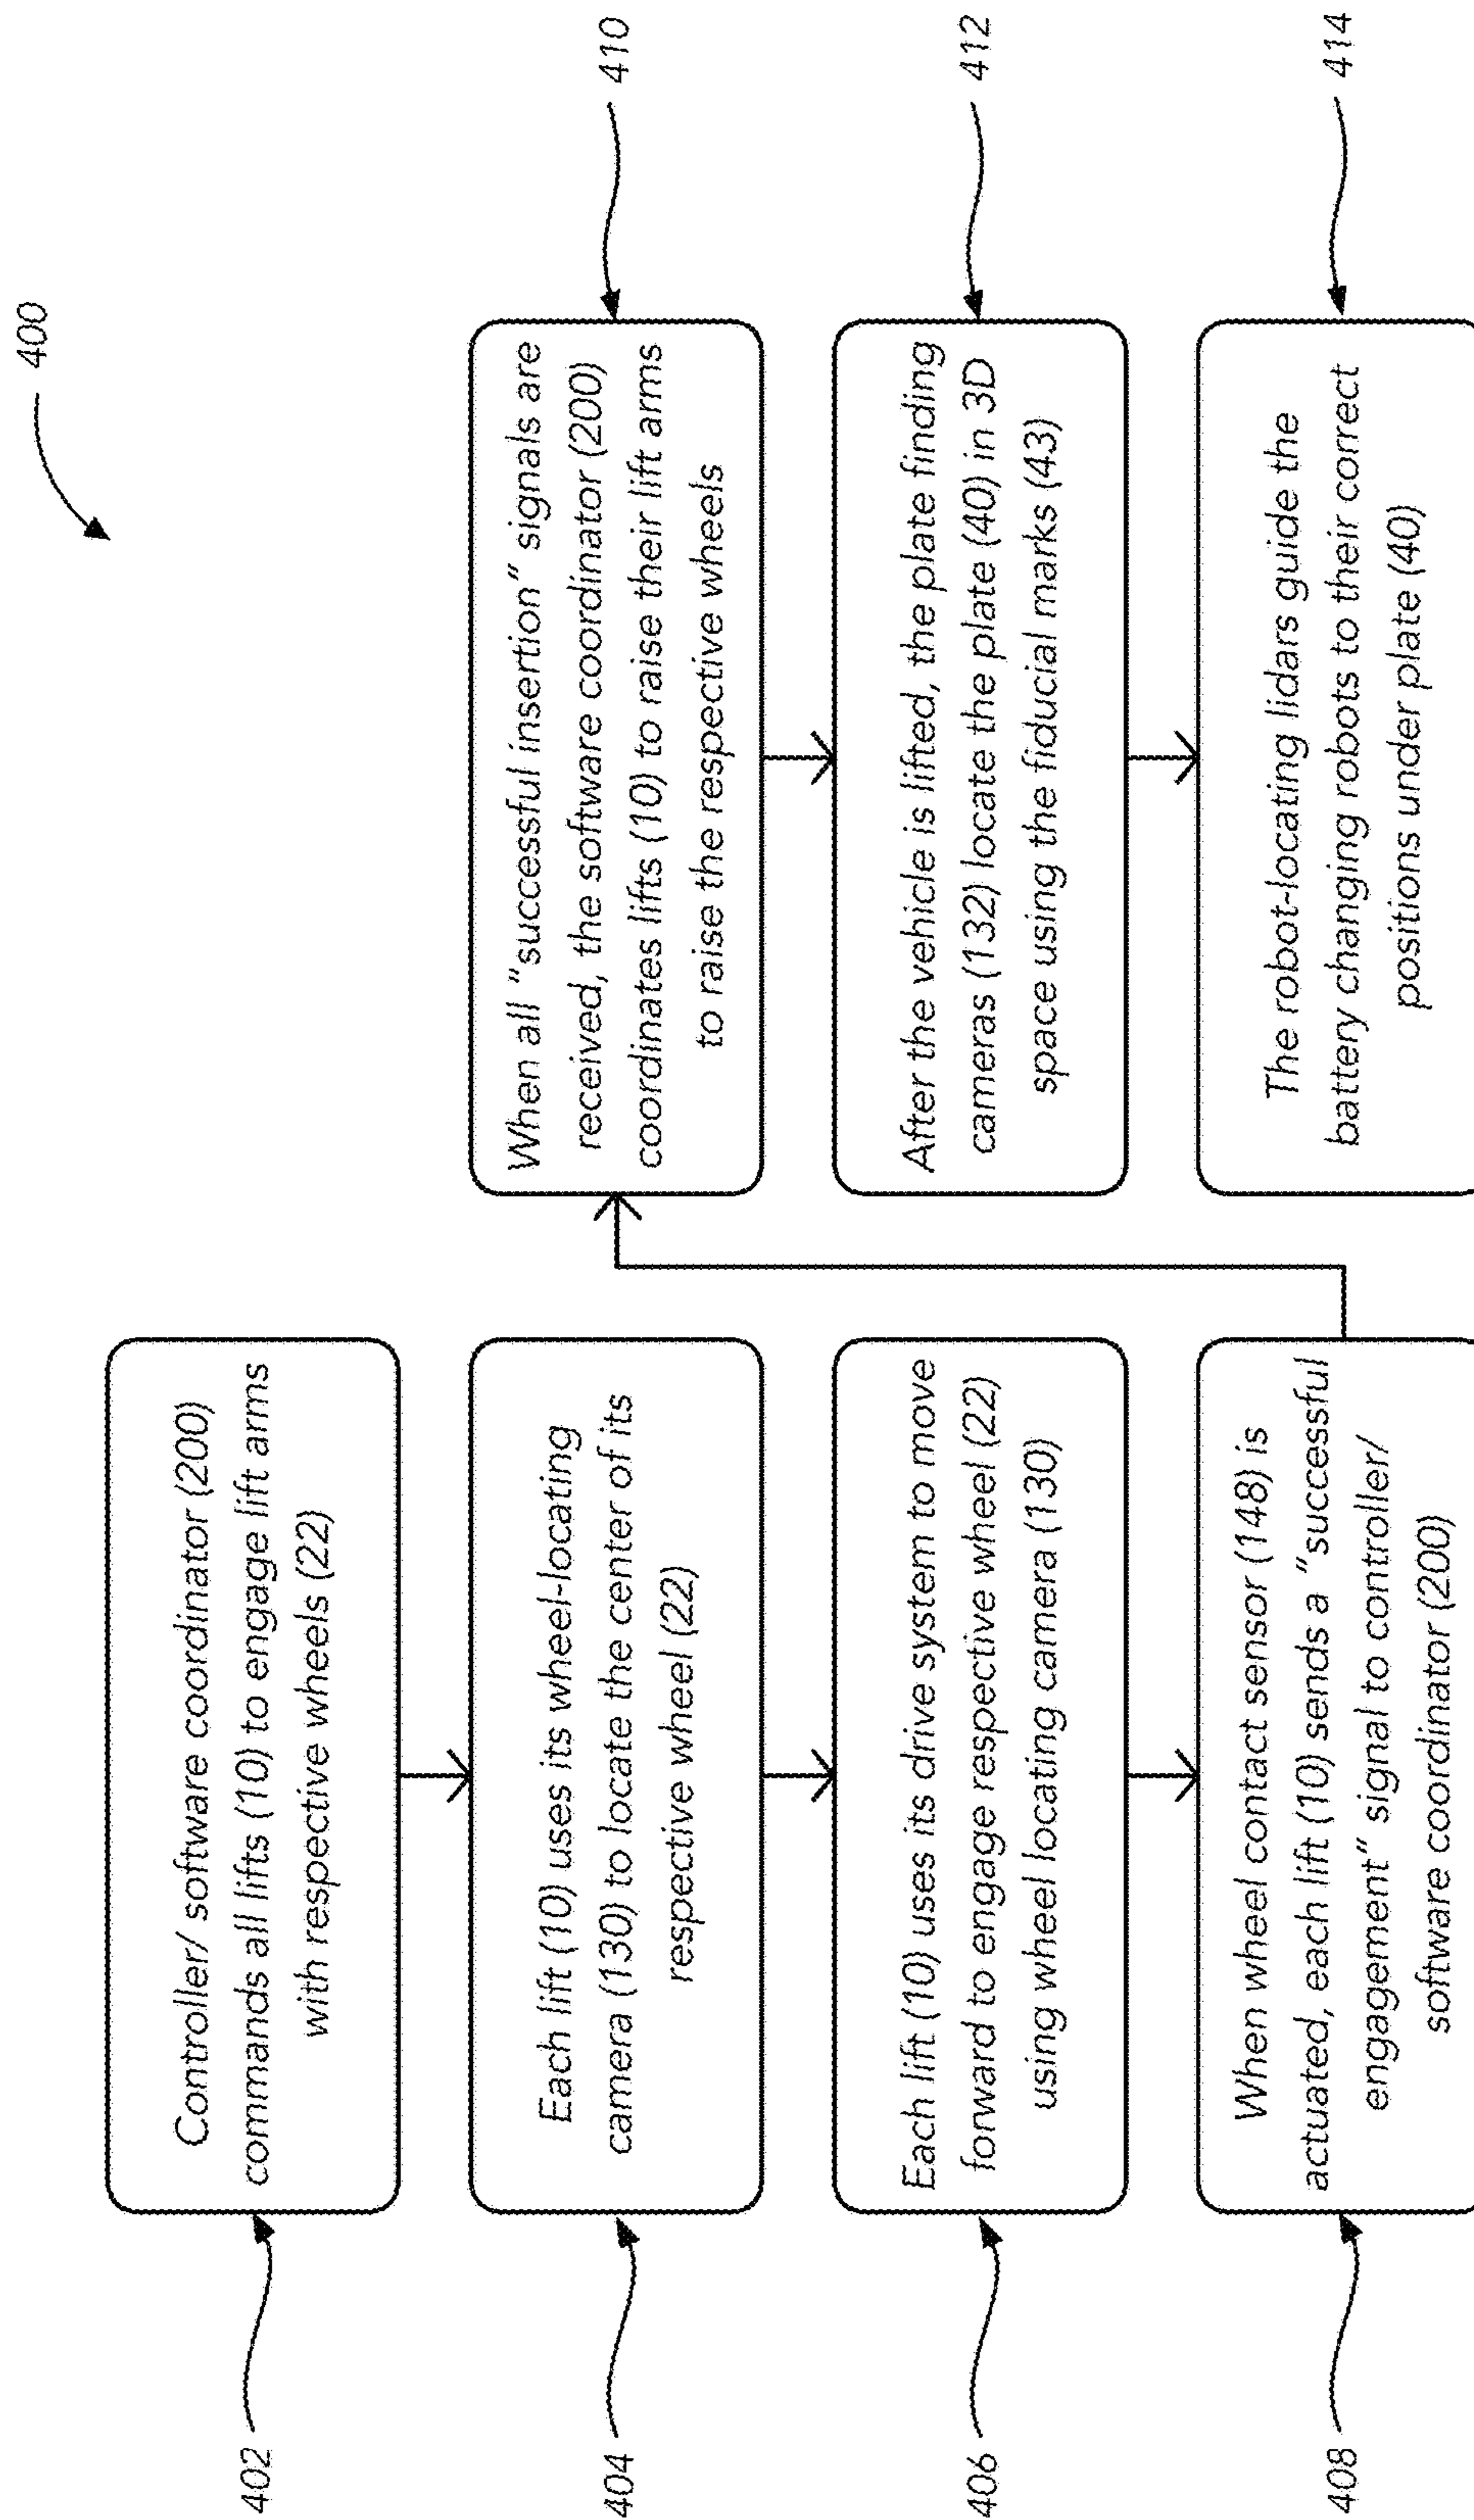 400
402
Controller/ software coordinator (200)
commands all lifts (10) to engage lift arms
with respective wheels (22)
404
Each lift (10) uses its wheel-locating
camera (130) to locate the center of its
respective wheel (22)
406
Each lift (10) uses its drive system to move
forward to engage respective wheel (22)
using wheel locating camera (130)
408
When wheel contact sensor (148) is
actuated, each lift (10) sends a "successful
engagement" signal to controller/
software coordinator (200)
410
When all "successful insertion" signals are
received, the software coordinator (200)
coordinates lifts (10) to raise their lift arms
to raise the respective wheels
412
After the vehicle is lifted, the plate finding
cameras (132) locate the plate (40) in 3D
space using the fiducial marks (43)
414
The robot-locating lidars guide the
battery changing robots to their correct
positions under plate (40)